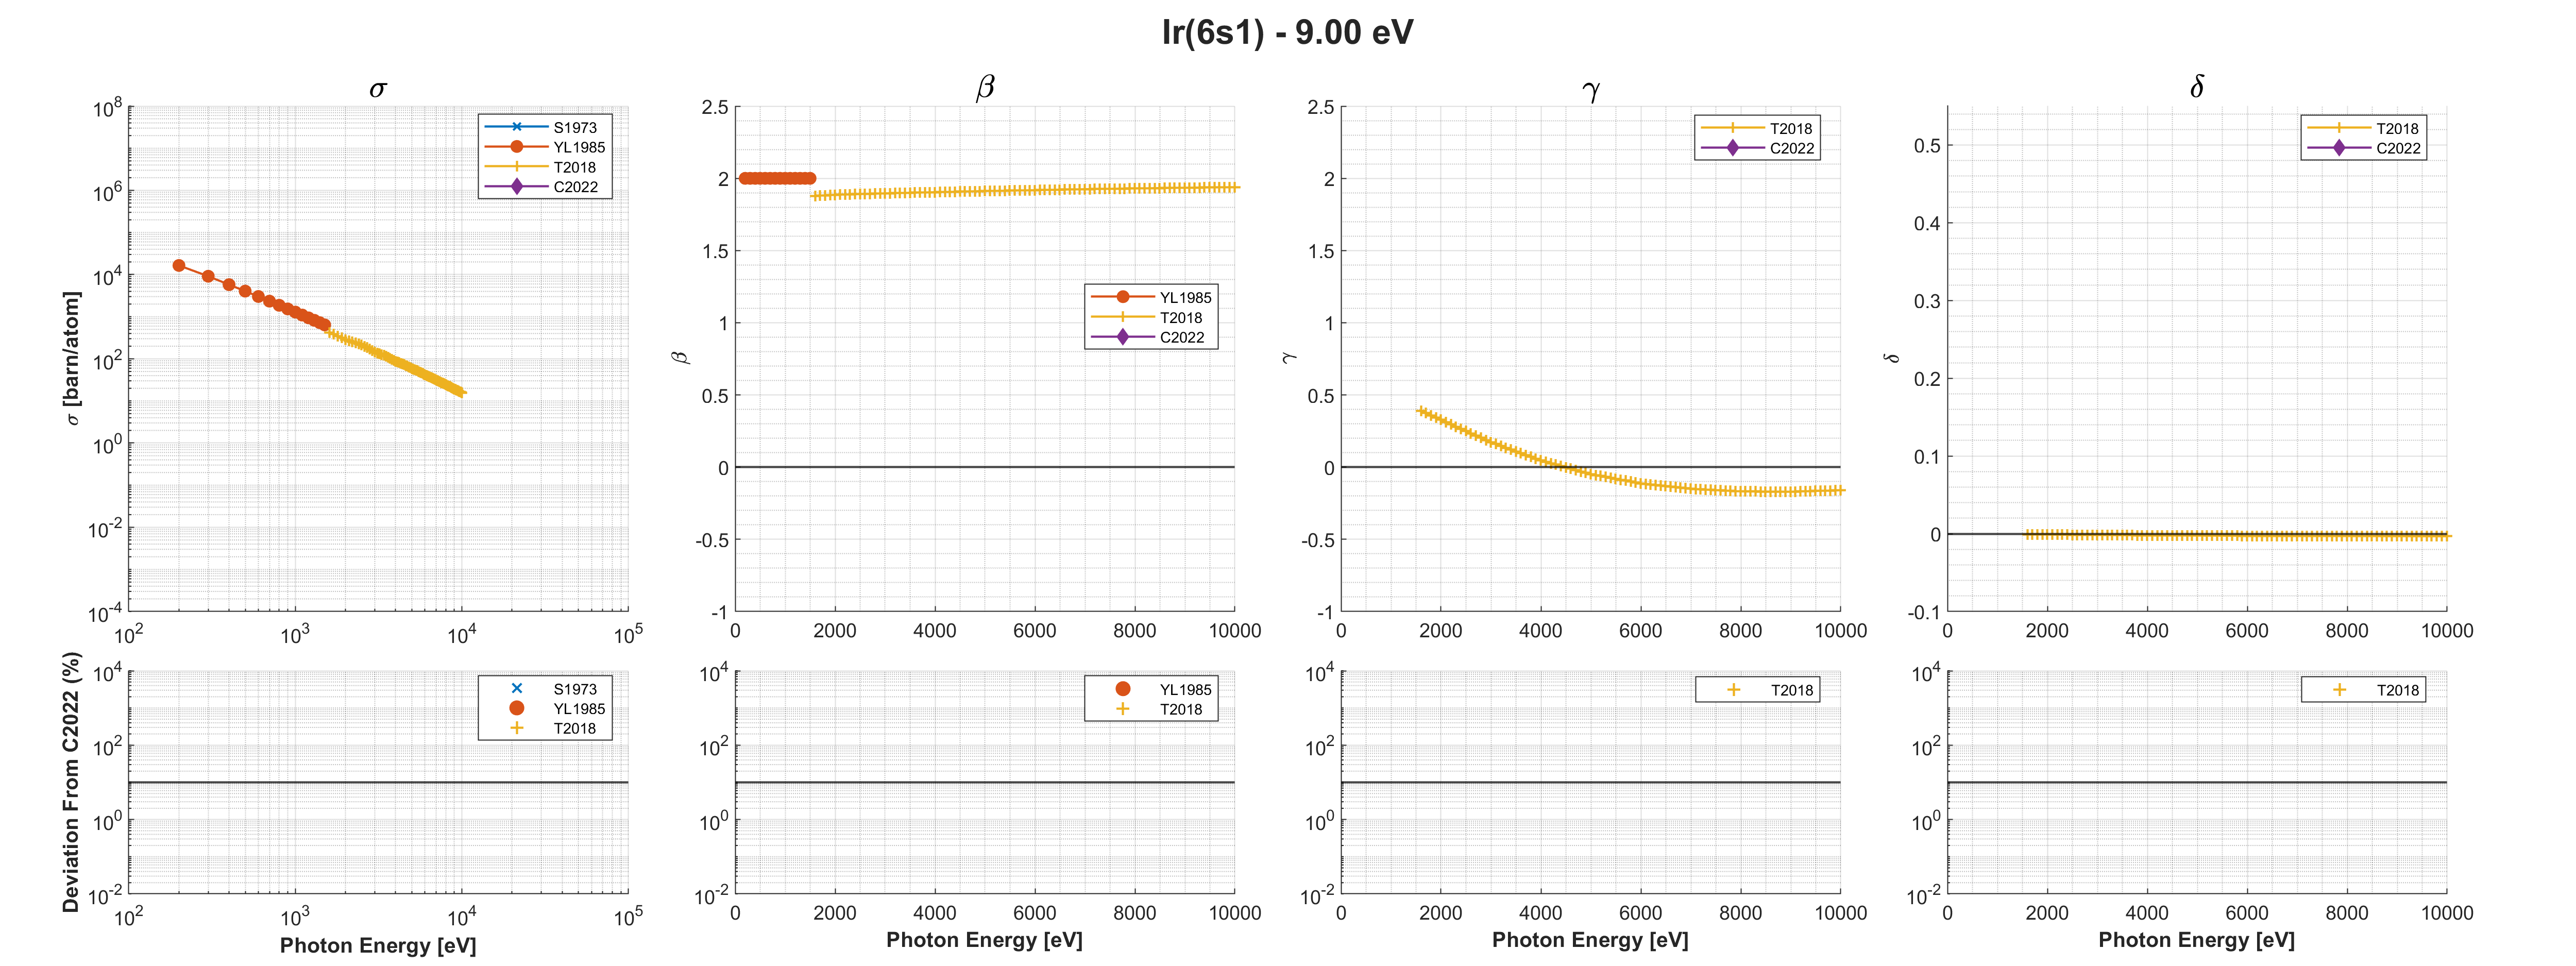 Ir(6s1) - 9.00 eV
σ
β
γ
δ
σ [barn/atom]
10^8
10^6
10^4
10^2
10^0
10^-2
10^-4
10^2
10^3
10^4
10^5
S1973
YL1985
T2018
C2022
β
2.5
2
1.5
1
0.5
0
-0.5
-1
0
2000
4000
6000
8000
10000
YL1985
T2018
C2022
γ
2.5
2
1.5
1
0.5
0
-0.5
-1
0
2000
4000
6000
8000
10000
T2018
C2022
δ
0.5
0.4
0.3
0.2
0.1
0
-0.1
0
2000
4000
6000
8000
10000
T2018
C2022
Deviation From C2022 (%)
10^4
10^2
10^0
10^-2
10^2
10^3
10^4
10^5
S1973
YL1985
T2018
Photon Energy [eV]
10^4
10^2
10^0
10^-2
0
2000
4000
6000
8000
10000
YL1985
T2018
Photon Energy [eV]
10^4
10^2
10^0
10^-2
0
2000
4000
6000
8000
10000
T2018
Photon Energy [eV]
10^4
10^2
10^0
10^-2
0
2000
4000
6000
8000
10000
T2018
Photon Energy [eV]